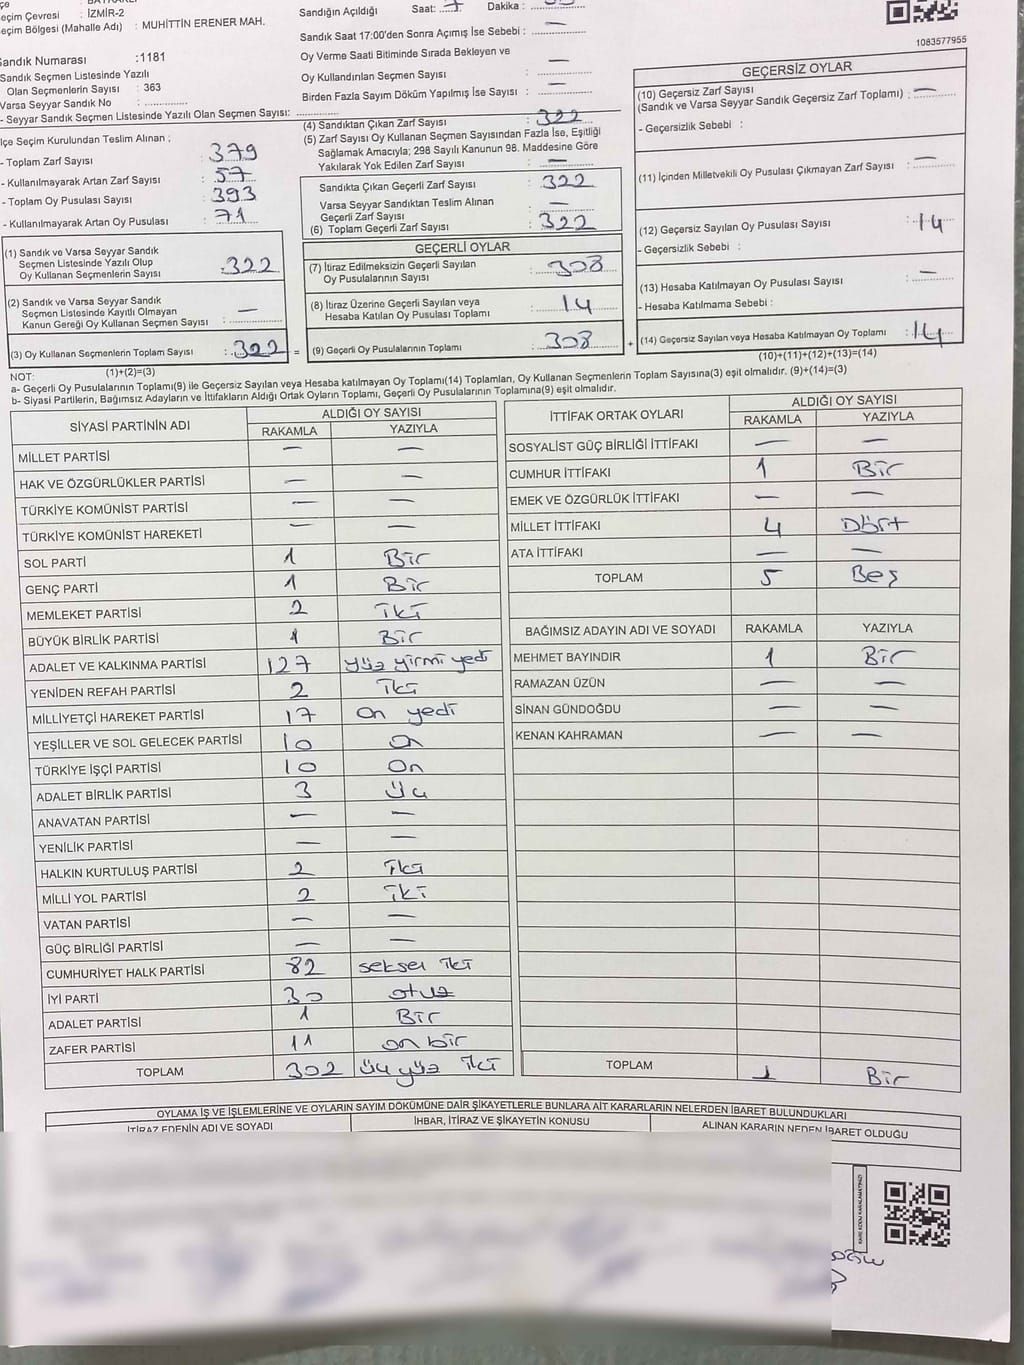 BAYRAKLI
eçim Çevresi : İZMİR-2
eçim Bölgesi (Mahalle Adı) : MUHİTTİN ERENER MAH.
andık Numarası :1181
Sandık Seçmen Listesinde Yazılı
Olan Seçmenlerin Sayısı : 363
Varsa Seyyar Sandık No :
- Seyyar Sandık Seçmen Listesinde Yazılı Olan Seçmen Sayısı:
lçe Seçim Kurulundan Teslim Alınan ;
- Toplam Zarf Sayısı : 379
- Kullanılmayarak Artan Zarf Sayısı : 57
- Toplam Oy Pusulası Sayısı : 393
- Kullanılmayarak Artan Oy Pusulası : 71
(1) Sandık ve Varsa Seyyar Sandık
Seçmen Listesinde Yazılı Olup
Oy Kullanan Seçmenlerin Sayısı : 322
(2) Sandık ve Varsa Seyyar Sandık
Seçmen Listesinde Kayıtlı Olmayan
Kanun Gereği Oy Kullanan Seçmen Sayısı : —
(3) Oy Kullanan Seçmenlerin Toplam Sayısı : 322 =
(1)+(2)=(3)
Sandığın Açıldığı Saat: 7 Dakika :
Sandık Saat 17:00'den Sonra Açımış İse Sebebi : —
Oy Verme Saati Bitiminde Sırada Bekleyen ve
Oy Kullandırılan Seçmen Sayısı : —
Birden Fazla Sayım Döküm Yapılmış İse Sayısı : —
(4) Sandıktan Çıkan Zarf Sayısı : 322
(5) Zarf Sayısı Oy Kullanan Seçmen Sayısından Fazla İse, Eşitliği
Sağlamak Amacıyla; 298 Sayılı Kanunun 98. Maddesine Göre
Yakılarak Yok Edilen Zarf Sayısı : —
Sandıkta Çıkan Geçerli Zarf Sayısı : 322
Varsa Seyyar Sandıktan Teslim Alınan
Geçerli Zarf Sayısı : —
(6) Toplam Geçerli Zarf Sayısı : 322
GEÇERLİ OYLAR
(7) İtiraz Edilmeksizin Geçerli Sayılan
Oy Pusulalarının Sayısı : 308
(8) İtiraz Üzerine Geçerli Sayılan veya
Hesaba Katılan Oy Pusulası Toplamı : 14
(9) Geçerli Oy Pusulalarının Toplamı : 308 +
1083577955
GEÇERSİZ OYLAR
(10) Geçersiz Zarf Sayısı
(Sandık ve Varsa Seyyar Sandık Geçersiz Zarf Toplamı) : —
- Geçersizlik Sebebi :
(11) İçinden Milletvekili Oy Pusulası Çıkmayan Zarf Sayısı : —
(12) Geçersiz Sayılan Oy Pusulası Sayısı : 14
- Geçersizlik Sebebi :
(13) Hesaba Katılmayan Oy Pusulası Sayısı : —
- Hesaba Katılmama Sebebi :
(14) Geçersiz Sayılan veya Hesaba Katılmayan Oy Toplamı : 14
(10)+(11)+(12)+(13)=(14)
NOT:
a- Geçerli Oy Pusulalarının Toplamı(9) ile Geçersiz Sayılan veya Hesaba katılmayan Oy Toplamı(14) Toplamları, Oy Kullanan Seçmenlerin Toplam Sayısına(3) eşit olmalıdır. (9)+(14)=(3)
b- Siyasi Partilerin, Bağımsız Adayların ve İttifakların Aldığı Ortak Oyların Toplamı, Geçerli Oy Pusulalarının Toplamına(9) eşit olmalıdır.
SİYASİ PARTİNİN ADI ALDIĞI OY SAYISI
RAKAMLA YAZIYLA
MİLLET PARTİSİ — —
HAK VE ÖZGÜRLÜKLER PARTİSİ — —
TÜRKİYE KOMÜNİST PARTİSİ — —
TÜRKİYE KOMÜNİST HAREKETİ — —
SOL PARTİ 1 Bir
GENÇ PARTİ 1 Bir
MEMLEKET PARTİSİ 2 iki
BÜYÜK BİRLİK PARTİSİ 1 Bir
ADALET VE KALKINMA PARTİSİ 127 yüz yirmi yedi
YENİDEN REFAH PARTİSİ 2 İki
MİLLİYETÇİ HAREKET PARTİSİ 17 On yedi
YEŞİLLER VE SOL GELECEK PARTİSİ 10 On
TÜRKİYE İŞÇİ PARTİSİ 10 On
ADALET BİRLİK PARTİSİ 3 Üç
ANAVATAN PARTİSİ — —
YENİLİK PARTİSİ — —
HALKIN KURTULUŞ PARTİSİ 2 İki
MİLLİ YOL PARTİSİ 2 İki
VATAN PARTİSİ — —
GÜÇ BİRLİĞİ PARTİSİ — —
CUMHURİYET HALK PARTİSİ 82 seksen iki
İYİ PARTİ 30 otuz
ADALET PARTİSİ 1 Bir
ZAFER PARTİSİ 11 on bir
TOPLAM 302 üç yüz iki
İTTİFAK ORTAK OYLARI ALDIĞI OY SAYISI
RAKAMLA YAZIYLA
SOSYALİST GÜÇ BİRLİĞİ İTTİFAKI — —
CUMHUR İTTİFAKI 1 Bir
EMEK VE ÖZGÜRLÜK İTTİFAKI — —
MİLLET İTTİFAKI 4 Dört
ATA İTTİFAKI — —
TOPLAM 5 Beş
BAĞIMSIZ ADAYIN ADI VE SOYADI RAKAMLA YAZIYLA
MEHMET BAYINDIR 1 Bir
RAMAZAN ÜZÜN — —
SİNAN GÜNDOĞDU — —
KENAN KAHRAMAN — —
TOPLAM 1 Bir
OYLAMA İŞ VE İŞLEMLERİNE VE OYLARIN SAYIM DÖKÜMÜNE DAİR ŞİKAYETLERLE BUNLARA AİT KARARLARIN NELERDEN İBARET BULUNDUKLARI
İTİRAZ EDENİN ADI VE SOYADI İHBAR, İTİRAZ VE ŞİKAYETİN KONUSU ALINAN KARARIN NEDEN İBARET OLDUĞU
KARE KODU KARALAMAYINIZ!